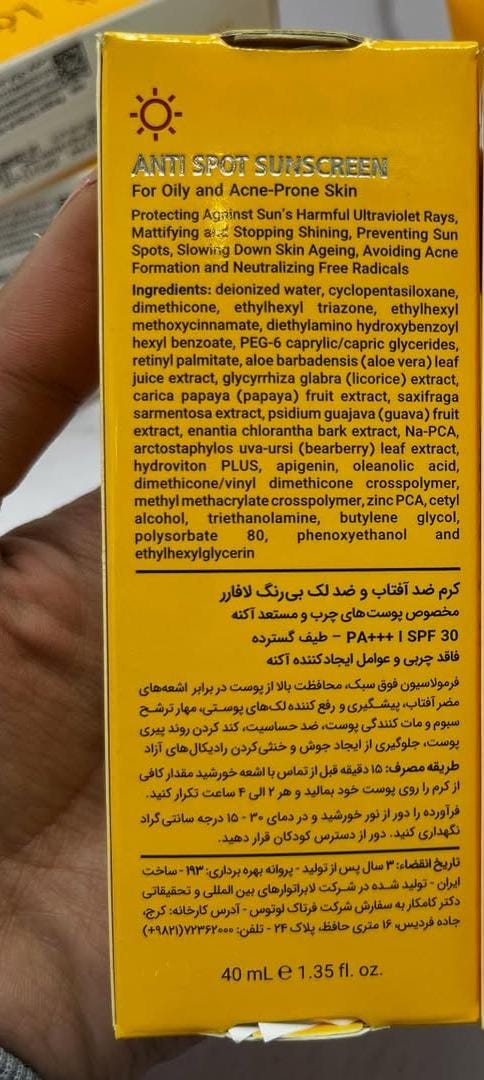 ANTI SPOT SUNSCREEN
For Oily and Acne-Prone Skin
Protecting Against Sun's Harmful Ultraviolet Rays,
Mattifying and Stopping Shining, Preventing Sun
Spots, Slowing Down Skin Ageing, Avoiding Acne
Formation and Neutralizing Free Radicals
Ingredients: deionized water, cyclopentasiloxane,
dimethicone, ethylhexyl triazone, ethylhexyl
methoxycinnamate, diethylamino hydroxybenzoyl
hexyl benzoate, PEG-6 caprylic/capric glycerides,
retinyl palmitate, aloe barbadensis (aloe vera) leaf
juice extract, glycyrrhiza glabra (licorice) extract,
carica papaya (papaya) fruit extract, saxifraga
sarmentosa extract, psidium guajava (guava) fruit
extract, enantia chlorantha bark extract, Na-PCA,
arctostaphylos uva-ursi (bearberry) leaf extract,
hydroviton PLUS, apigenin, oleanolic acid,
dimethicone/vinyl dimethicone crosspolymer,
methyl methacrylate crosspolymer, zinc PCA, cetyl
alcohol, triethanolamine, butylene glycol,
polysorbate 80, phenoxyethanol and
ethylhexylglycerin
کرم ضد آفتاب و ضد لک بی‌رنگ لافارر
مخصوص پوست‌های چرب و مستعد آکنه
SPF 30 | PA+++ – طیف گسترده
فاقد چربی و عوامل ایجادکننده آکنه
فرمولاسیون فوق سبک، محافظت بالا از پوست در برابر اشعه‌های
مضر آفتاب، پیشگیری و رفع کننده لک‌های پوستی، مهار ترشح
سبوم و مات کنندگی پوست، ضد حساسیت، کند کردن روند پیری
پوست، جلوگیری از ایجاد جوش و خنثی‌کردن رادیکال‌های آزاد
طریقه مصرف: ۱۵ دقیقه قبل از تماس با اشعه خورشید مقدار کافی
از کرم را روی پوست خود بمالید و هر ۲ الی ۴ ساعت تکرار کنید.
فرآورده را دور از نور خورشید و در دمای ۳۰ - ۱۵ درجه سانتی‌گراد
نگهداری کنید. دور از دسترس کودکان قرار دهید.
تاریخ انقضاء: ۳ سال پس از تولید - پروانه بهره برداری: ۱۹۳ - ساخت
ایران - تولید شده در شرکت لابراتوارهای بین المللی و تحقیقاتی
دکتر کامکار به سفارش شرکت فرتاک لوتوس - آدرس کارخانه: کرج،
جاده فردیس، ۱۶ متری حافظ، پلاک ۲۴ - تلفن: ۷۲۳۶۲۰۰۰(۹۸۲۱+)
40 mL ℮ 1.35 fl. oz.